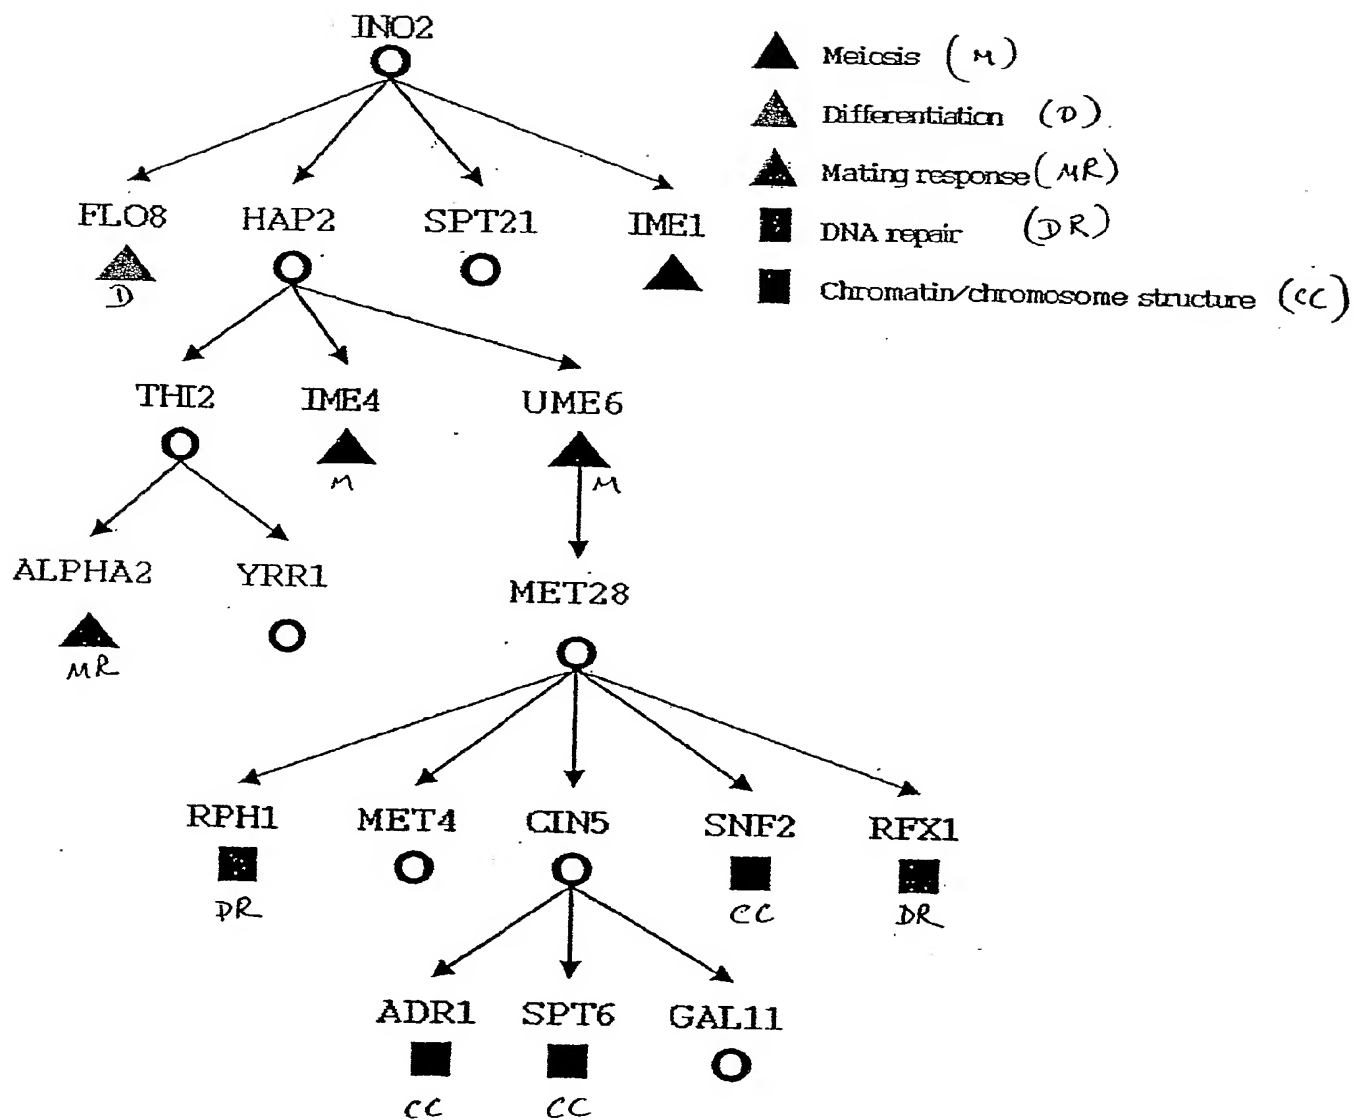 INO2
Meiosis (M)
Differentiation (D)
Mating response (MR)
DNA repair (DR)
Chromatin/chromosome structure (CC)
FLO8 HAP2 SPT21 IME1
D
THI2 IME4 UME6
M M
ALPHA2 YRR1 MET28
MR
RPH1 MET4 CIN5 SNF2 RFX1
DR CC DR
ADR1 SPT6 GAL11
CC CC